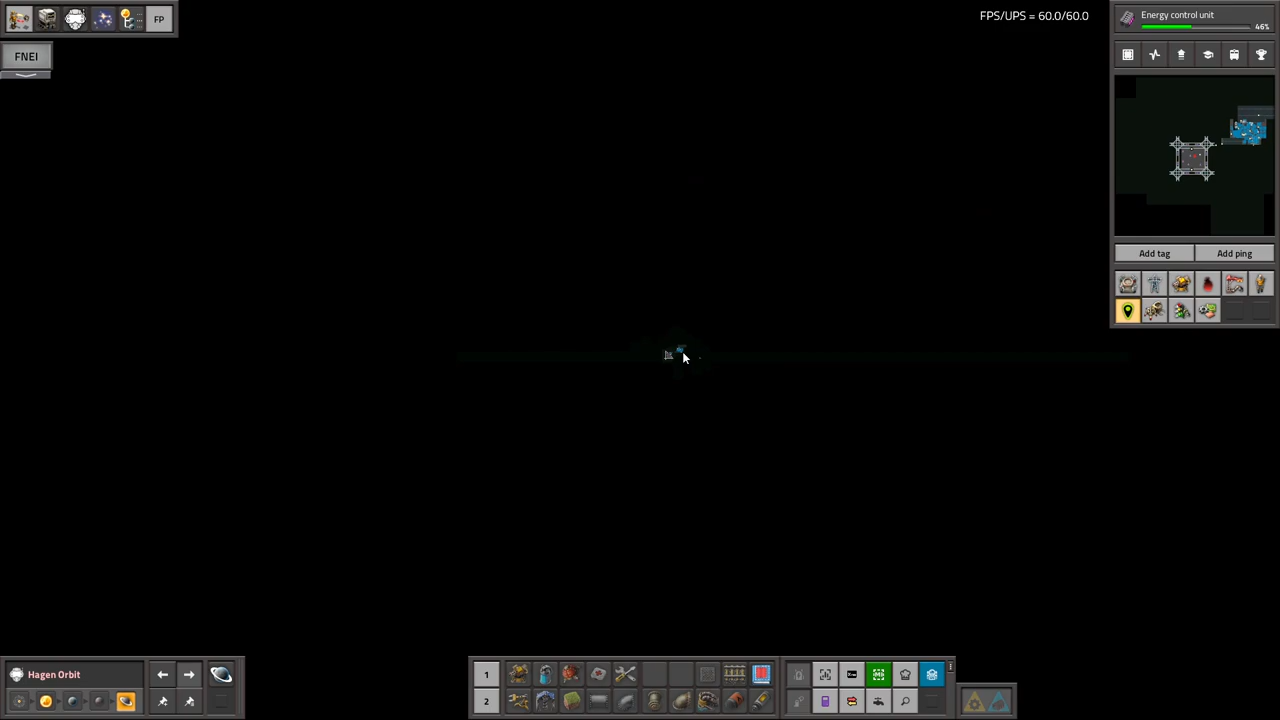 FP
FPS/UPS = 60.0/60.0
Energy control unit
46%
FNEI
Add tag
Add ping
Hagen Orbit
1
2